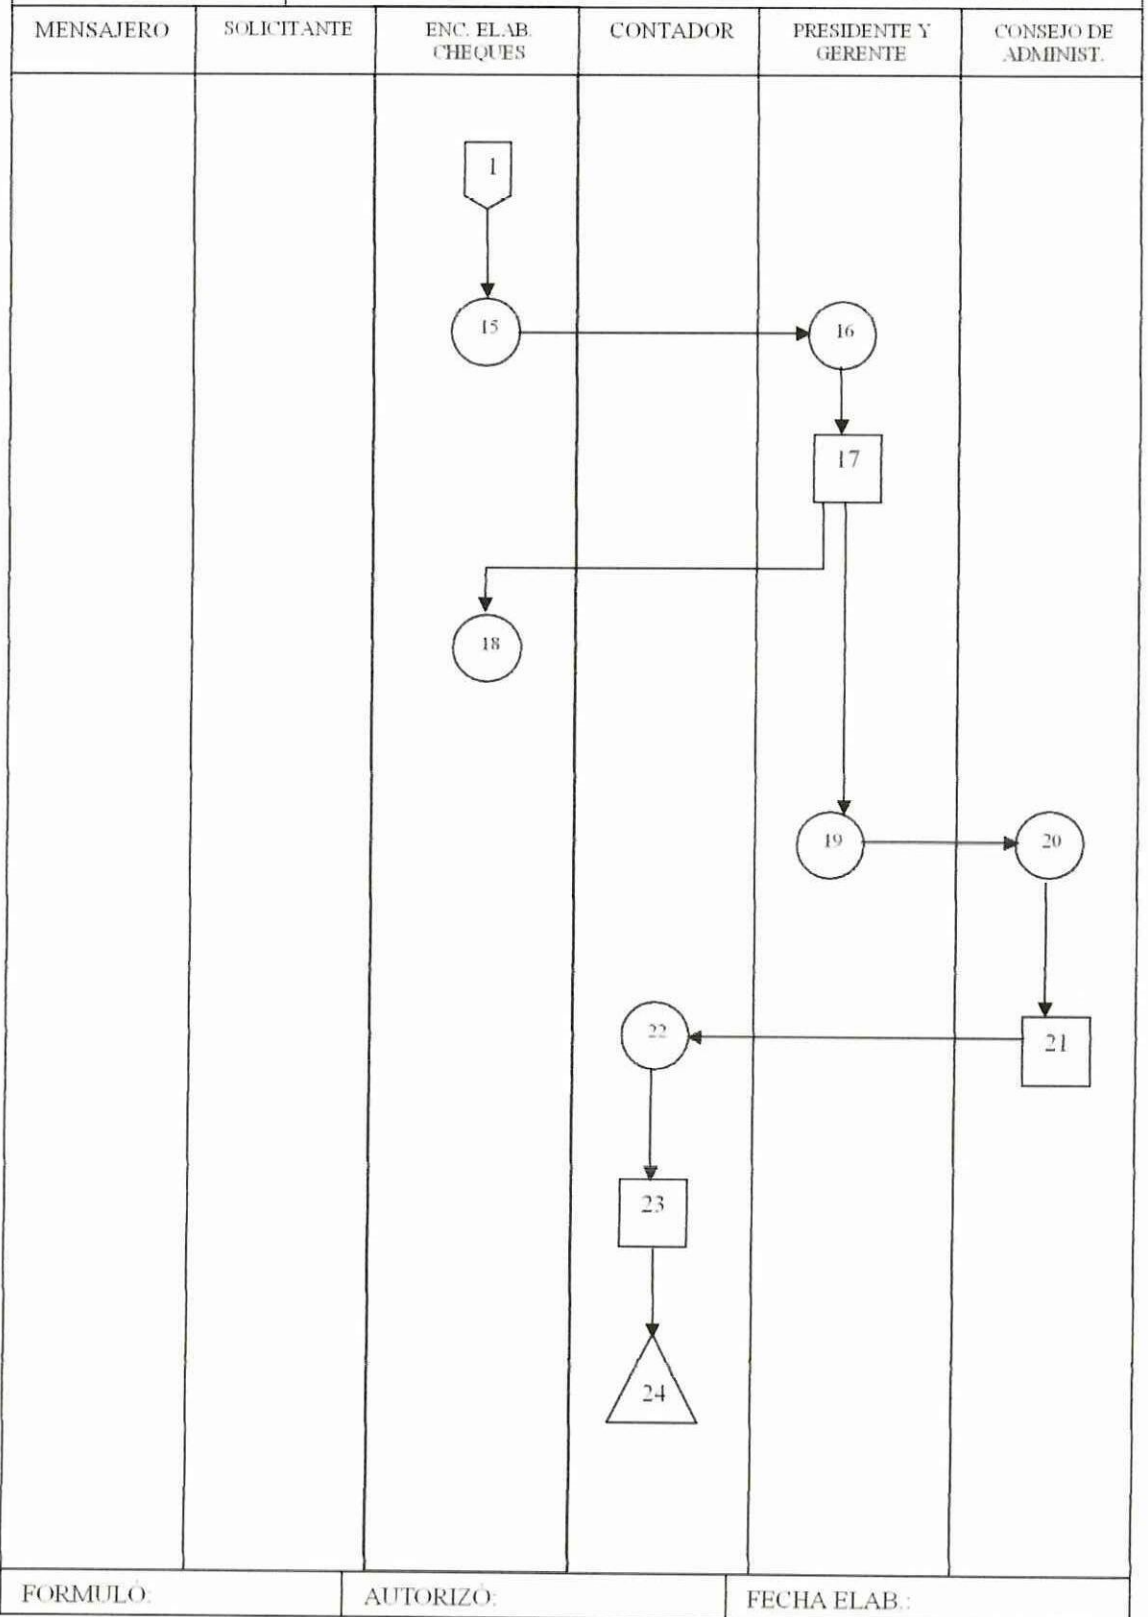 MENSAJERO
SOLICITANTE
ENC. ELAB.
CHEQUES
CONTADOR
PRESIDENTE Y
GERENTE
CONSEJO DE
ADMINIST.
1
15
16
17
18
19
20
22
21
23
24
FORMULÓ:
AUTORIZÓ:
FECHA ELAB.: